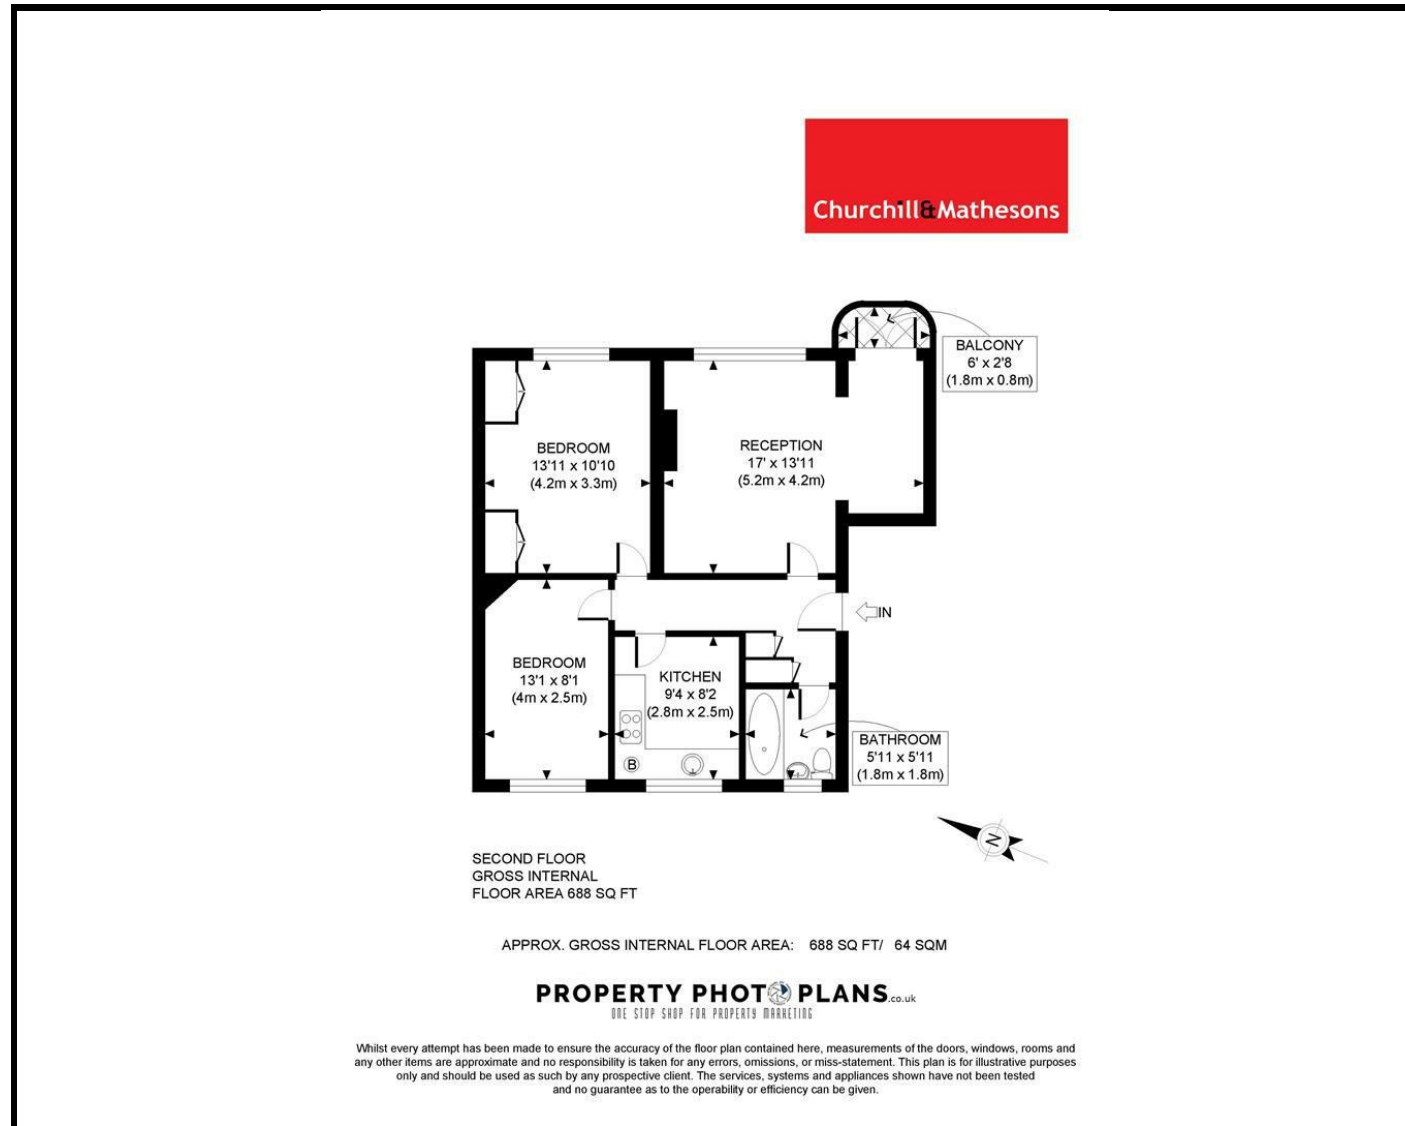 Churchill&Mathesons
BALCONY
6' x 2'8
(1.8m x 0.8m)
BEDROOM
13'11 x 10'10
(4.2m x 3.3m)
RECEPTION
17' x 13'11
(5.2m x 4.2m)
IN
BEDROOM
13'1 x 8'1
(4m x 2.5m)
KITCHEN
9'4 x 8'2
(2.8m x 2.5m)
B
BATHROOM
5'11 x 5'11
(1.8m x 1.8m)
N
SECOND FLOOR
GROSS INTERNAL
FLOOR AREA 688 SQ FT
APPROX. GROSS INTERNAL FLOOR AREA: 688 SQ FT/ 64 SQM
PROPERTY PHOTO PLANS.co.uk
ONE STOP SHOP FOR PROPERTY MARKETING
Whilst every attempt has been made to ensure the accuracy of the floor plan contained here, measurements of the doors, windows, rooms and
any other items are approximate and no responsibility is taken for any errors, omissions, or miss-statement. This plan is for illustrative purposes
only and should be used as such by any prospective client. The services, systems and appliances shown have not been tested
and no guarantee as to the operability or efficiency can be given.